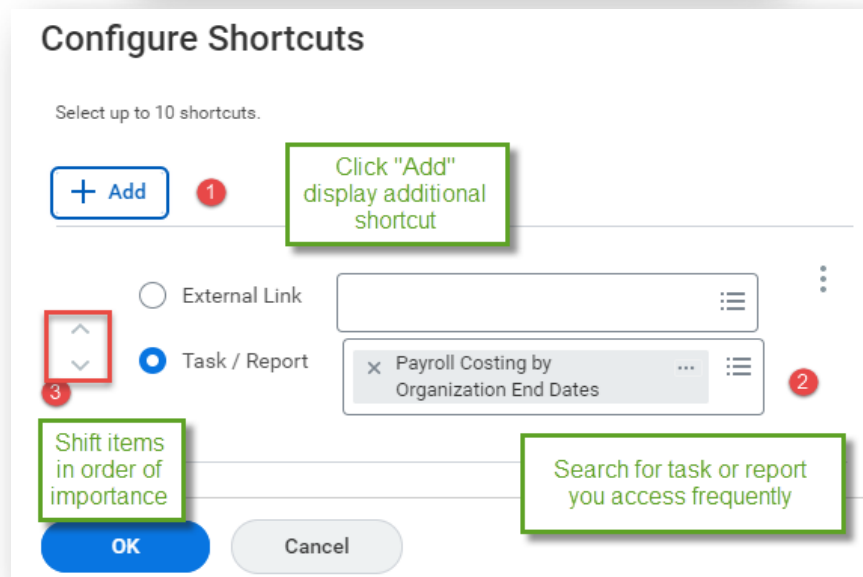 Configure Shortcuts
Select up to 10 shortcuts.
+ Add
1
Click "Add"
display additional
shortcut
External Link
Task / Report
× Payroll Costing by ...
Organization End Dates
2
3
Shift items
in order of
importance
Search for task or report
you access frequently
OK
Cancel